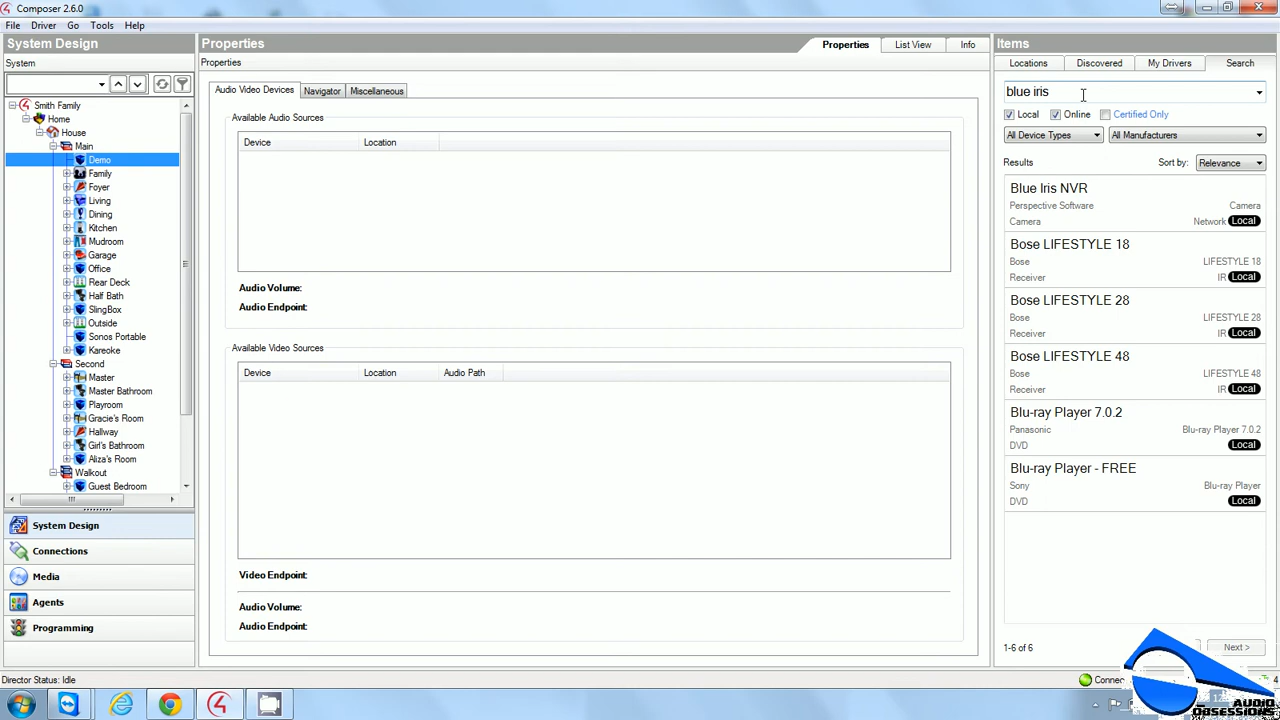 Composer 2.6.0
File Driver Go Tools Help
System Design
Properties
Properties List View Info
Items
System
Properties
Locations Discovered My Drivers Search
blue iris
Audio Video Devices Navigator Miscellaneous
Smith Family
Home
House
Main
Demo
Family
Foyer
Living
Dining
Kitchen
Mudroom
Garage
Office
Rear Deck
Half Bath
SlingBox
Outside
Sonos Portable
Kareoke
Second
Master
Master Bathroom
Playroom
Gracie's Room
Hallway
Girl's Bathroom
Aliza's Room
Walkout
Guest Bedroom
System Design
Connections
Media
Agents
Programming
Available Audio Sources
Device Location
Audio Volume:
Audio Endpoint:
Available Video Sources
Device Location Audio Path
Video Endpoint:
Audio Volume:
Audio Endpoint:
Local Online Certified Only
All Device Types All Manufacturers
Results Sort by: Relevance
Blue Iris NVR
Perspective Software Camera
Camera Network Local
Bose LIFESTYLE 18
Bose LIFESTYLE 18
Receiver IR Local
Bose LIFESTYLE 28
Bose LIFESTYLE 28
Receiver IR Local
Bose LIFESTYLE 48
Bose LIFESTYLE 48
Receiver IR Local
Blu-ray Player 7.0.2
Panasonic Blu-ray Player 7.0.2
DVD Local
Blu-ray Player - FREE
Sony Blu-ray Player
DVD Local
1-6 of 6 Next >
Director Status: Idle
AUDIO
OBSESSIONS